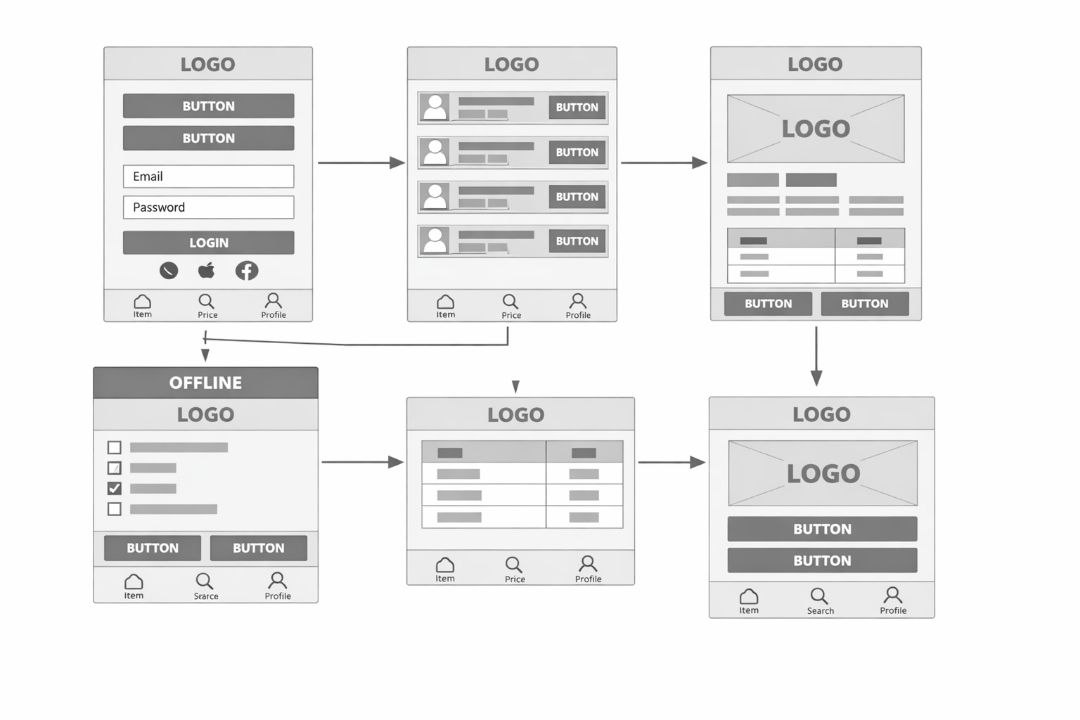 LOGO
BUTTON
BUTTON
Email
Password
LOGIN
Item Price Profile
LOGO
BUTTON
BUTTON
BUTTON
BUTTON
Item Price Profile
LOGO
LOGO
BUTTON BUTTON
OFFLINE
LOGO
BUTTON BUTTON
Item Srarce Profile
LOGO
Item Price Profile
LOGO
LOGO
BUTTON
BUTTON
Item Search Profile